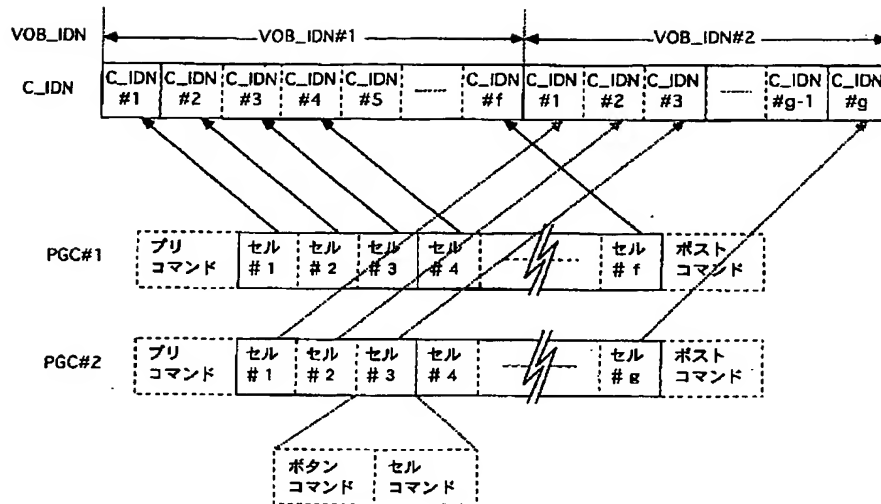 VOB_IDN VOB_IDN#1 VOB_IDN#2
C_IDN C_IDN #1 C_IDN #2 C_IDN #3 C_IDN #4 C_IDN #5 C_IDN #f C_IDN #1 C_IDN #2 C_IDN #3 C_IDN #g-1 C_IDN #g
PGC#1 プリ コマンド セル #1 セル #2 セル #3 セル #4 セル #f ポスト コマンド
PGC#2 プリ コマンド セル #1 セル #2 セル #3 セル #4 セル #g ポスト コマンド
ボタン コマンド セル コマンド